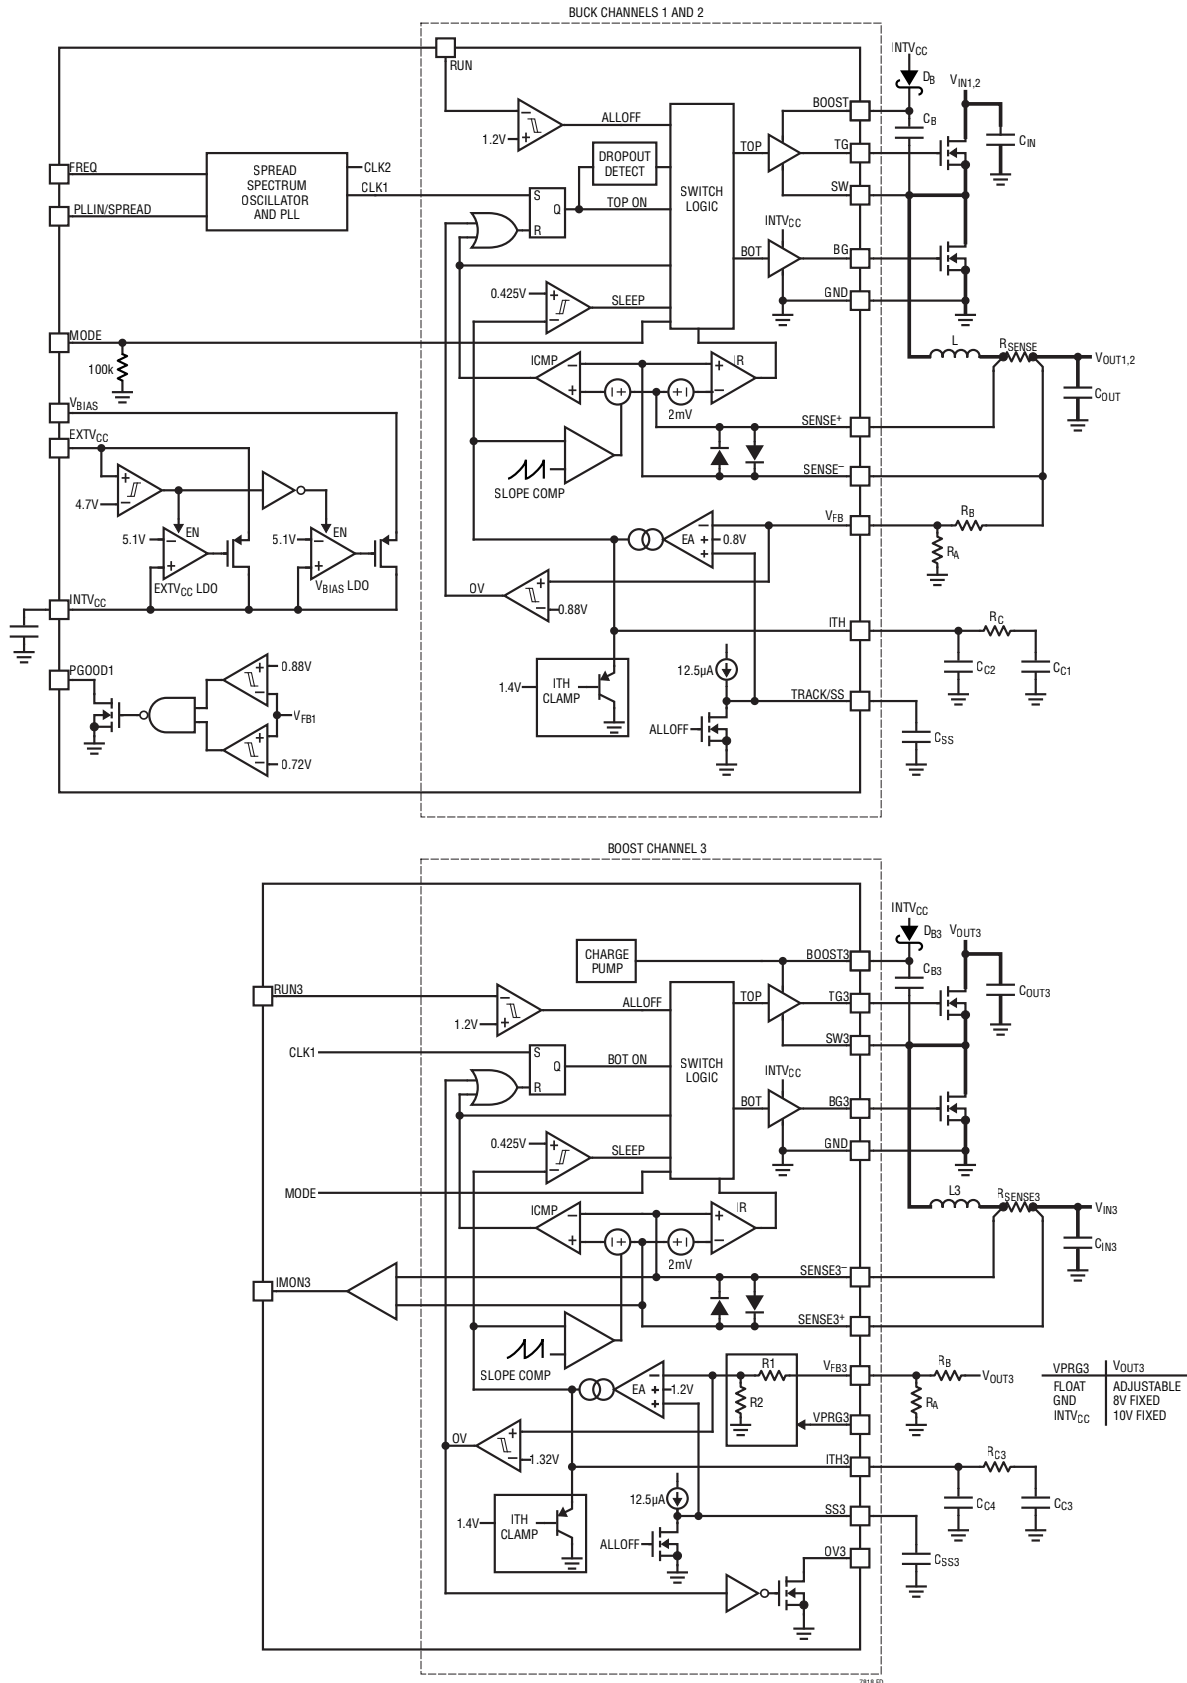 BUCK CHANNELS 1 AND 2
RUN
INTVCC
DB
VIN1,2
BOOST
CB
CIN
ALLOFF
1.2V
DROPOUT
DETECT
TOP
TG
SWITCH
LOGIC
SW
FREQ
PLLIN/SPREAD
SPREAD
SPECTRUM
OSCILLATOR
AND PLL
CLK2
CLK1
S
Q
R
TOP ON
INTVCC
BOT
BG
GND
0.425V
SLEEP
MODE
100k
ICMP
IR
2mV
L
RSENSE
VOUT1,2
COUT
VBIAS
EXTVCC
4.7V
SENSE+
SENSE–
SLOPE COMP
5.1V
EN
EXTVCC LDO
5.1V
EN
VBIAS LDO
EA
0.8V
VFB
RB
RA
INTVCC
OV
0.88V
ITH
RC
CC2
CC1
PGOOD1
0.88V
VFB1
0.72V
1.4V
ITH
CLAMP
12.5µA
TRACK/SS
ALLOFF
CSS
BOOST CHANNEL 3
INTVCC
DB3
VOUT3
CHARGE
PUMP
BOOST3
CB3
COUT3
RUN3
1.2V
ALLOFF
TOP
TG3
SW3
CLK1
S
Q
R
BOT ON
SWITCH
LOGIC
INTVCC
BOT
BG3
GND
0.425V
SLEEP
MODE
ICMP
IR
2mV
L3
RSENSE3
VIN3
CIN3
IMON3
SENSE3–
SENSE3+
SLOPE COMP
EA
1.2V
R1
R2
VFB3
VPRG3
RB
VOUT3
RA
VPRG3 VOUT3
FLOAT ADJUSTABLE
GND 8V FIXED
INTVCC 10V FIXED
OV
1.32V
ITH3
RC3
CC4
CC3
1.4V
ITH
CLAMP
12.5µA
ALLOFF
SS3
OV3
CSS3
7818 FD